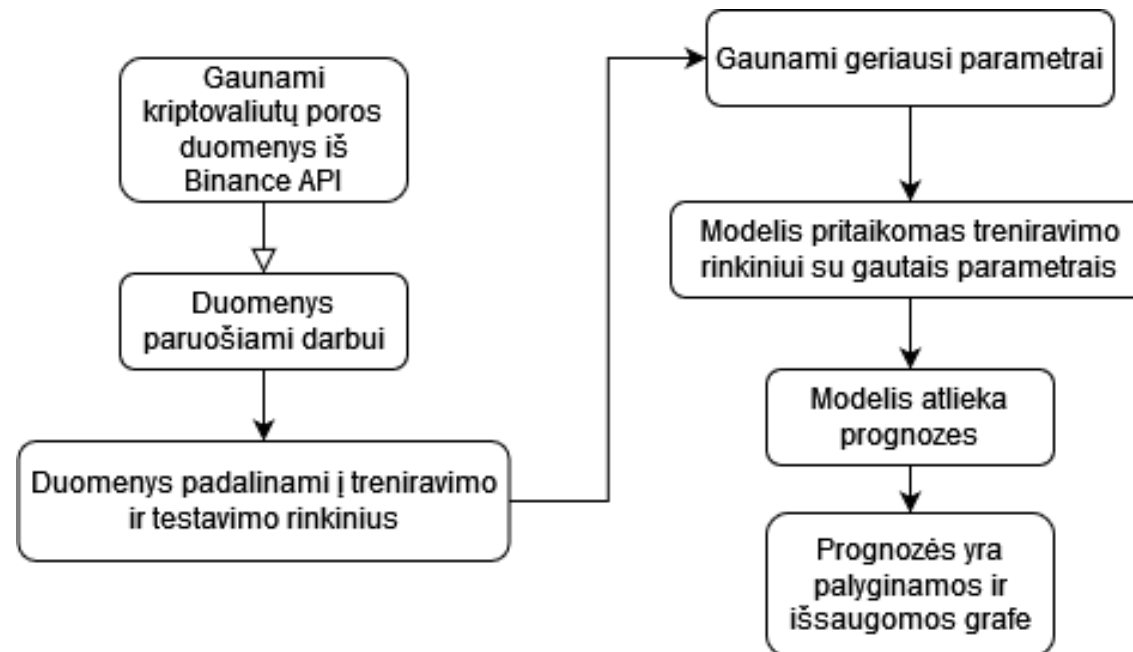 Gaunami
kriptovaliutų poros
duomenys iš
Binance API
Duomenys
paruošiami darbui
Duomenys padalinami į treniravimo
ir testavimo rinkinius
Gaunami geriausi parametrai
Modelis pritaikomas treniravimo
rinkiniui su gautais parametrais
Modelis atlieka
prognozes
Prognozės yra
palyginamos ir
išsaugomos grafe